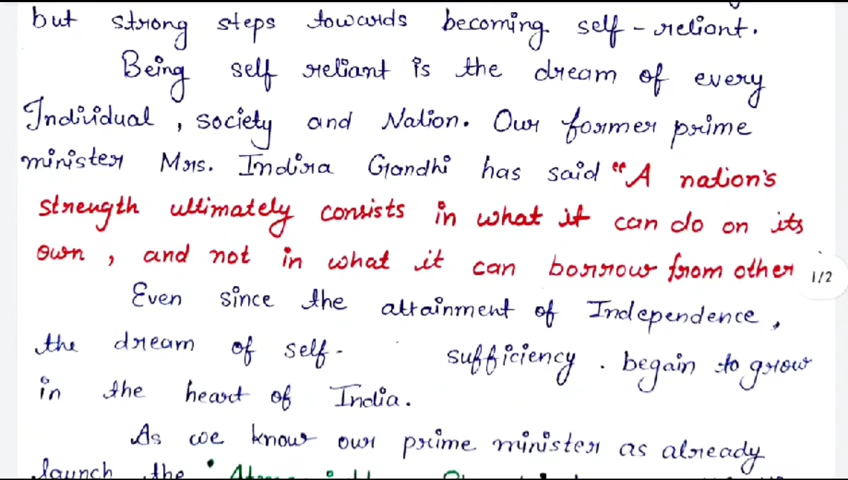 but strong steps towards becoming self-reliant.
Being self reliant is the dream of every
Individual, society and Nation. Our former prime
minister Mrs. Indira Gandhi has said "A nation's
strength ultimately consists in what it can do on its
own, and not in what it can borrow from other
1/2
Even since the attainment of Independence,
the dream of self- sufficiency. begain to grow
in the heart of India.
As we know our prime minister as already
launch the